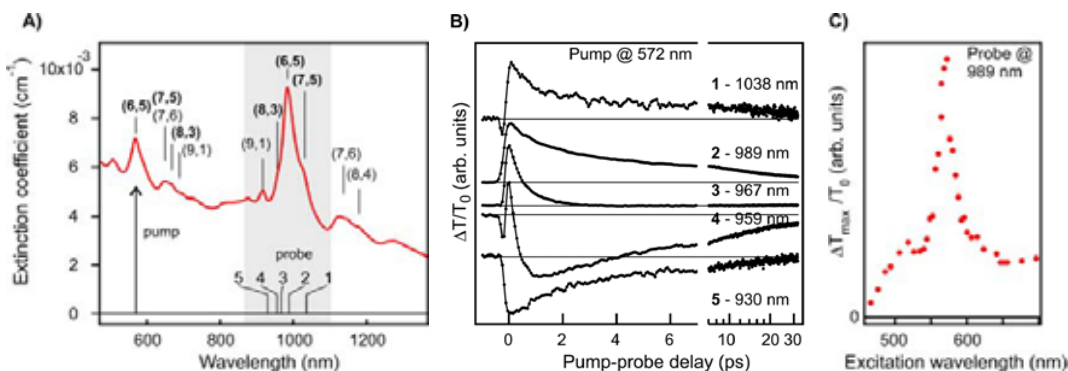 A)
Extinction coefficient (cm-1)
10x10-3
8
6
4
2
0
(6,5)
(7,5)
(7,6)
(8,3)
(9,1)
pump
(9,1)
(8,3)
(6,5)
(7,5)
(7,6)
(8,4)
probe
5 4 3 2 1
600 800 1000 1200
Wavelength (nm)
B)
Pump @ 572 nm
ΔT/T0 (arb. units)
1 - 1038 nm
2 - 989 nm
3 - 967 nm
4 - 959 nm
5 - 930 nm
0 2 4 6 10 20 30
Pump-probe delay (ps)
C)
Probe @
989 nm
ΔTmax/T0 (arb. units)
0
500 600
Excitation wavelength (nm)